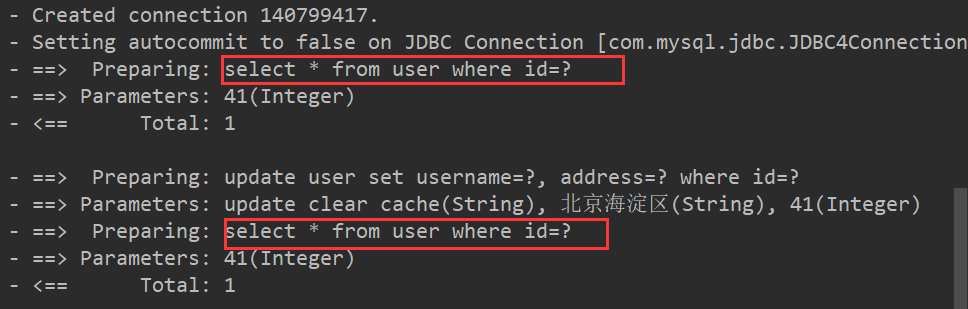 - Created connection 140799417.
- Setting autocommit to false on JDBC Connection [com.mysql.jdbc.JDBC4Connection
- ==>  Preparing: select * from user where id=?
- ==> Parameters: 41(Integer)
- <==      Total: 1
- ==>  Preparing: update user set username=?, address=? where id=?
- ==> Parameters: update clear cache(String), 北京海淀区(String), 41(Integer)
- ==>  Preparing: select * from user where id=?
- ==> Parameters: 41(Integer)
- <==      Total: 1